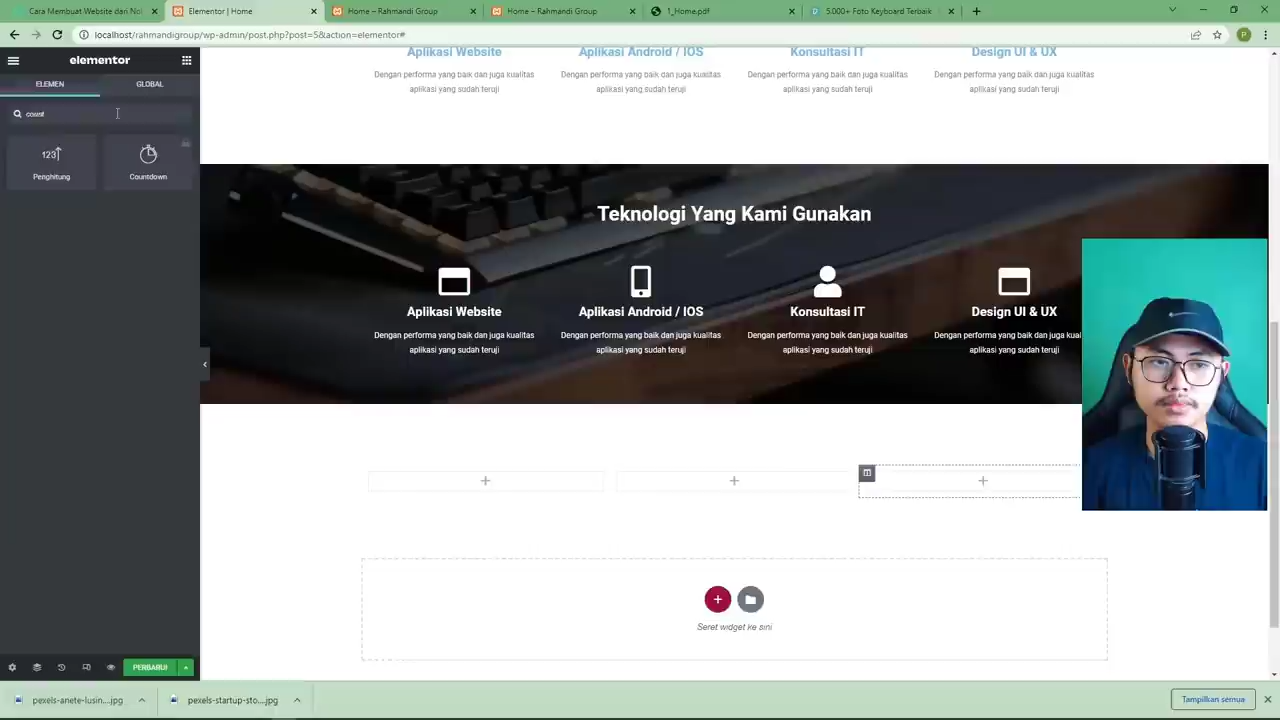 Cara Membuat Website dari Nol
Elementor | Home
Home – Rahmandi Group
Home – Rahmandi Group
1_Home.pdf
5.000+ Foto Keyboard Terbaik
localhost/rahmandigroup/wp-admin/post.php?post=5&action=elementor#
elementor
ELEMEN
GLOBAL
count
123
Penghitung
Countdown
Aplikasi Website
Aplikasi Android / IOS
Konsultasi IT
Design UI & UX
Dengan performa yang baik dan juga kualitas
aplikasi yang sudah teruji
Dengan performa yang baik dan juga kualitas
aplikasi yang sudah teruji
Dengan performa yang baik dan juga kualitas
aplikasi yang sudah teruji
Dengan performa yang baik dan juga kualitas
aplikasi yang sudah teruji
Teknologi Yang Kami Gunakan
Aplikasi Website
Aplikasi Android / IOS
Konsultasi IT
Design UI & UX
Dengan performa yang baik dan juga kualitas
aplikasi yang sudah teruji
Dengan performa yang baik dan juga kualitas
aplikasi yang sudah teruji
Dengan performa yang baik dan juga kualitas
aplikasi yang sudah teruji
Dengan performa yang baik dan juga kual
aplikasi yang sudah teruji
Seret widget ke sini
PERBARUI
pexels-anete-lusin....jpg
pexels-startup-sto....jpg
Tampilkan semua